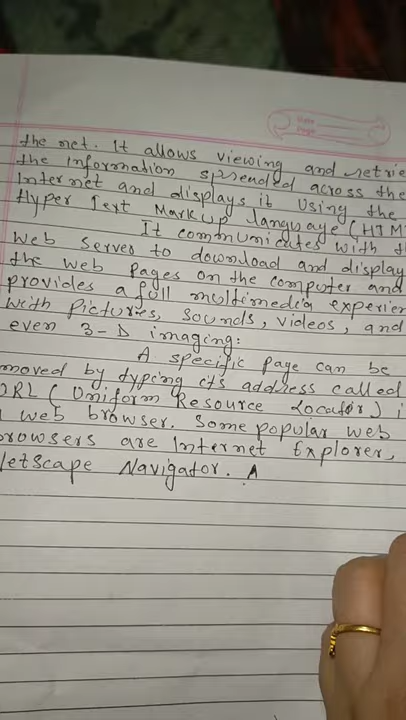 Date
Page
the net. It allows viewing and retrie
the information spreaded across the
Internet and displays it Using the
Hyper Text Markup language (HTM
It communicates with t
Web server to download and display
the web Pages on the computer and
provides a full multimedia experien
with Pictures, sounds, videos, and
even 3-D imaging:
A specific page can be
moved by typing its address called
URL (Uniform Resource Locator) i
web browser. Some popular web
browsers are Internet Explorer,
Netscape Navigator. A